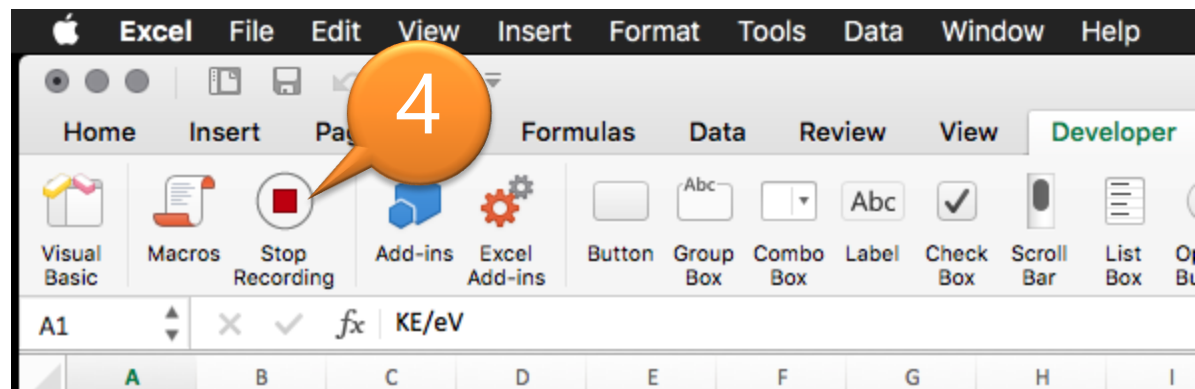 Excel File Edit View Insert Format Tools Data Window Help
4
Home Insert Formulas Data Review View Developer
Abc Abc
Visual Basic Macros Stop Recording Add-ins Excel Add-ins Button Group Box Combo Box Label Check Box Scroll Bar List Box
A1 fx KE/eV
A B C D E F G H I